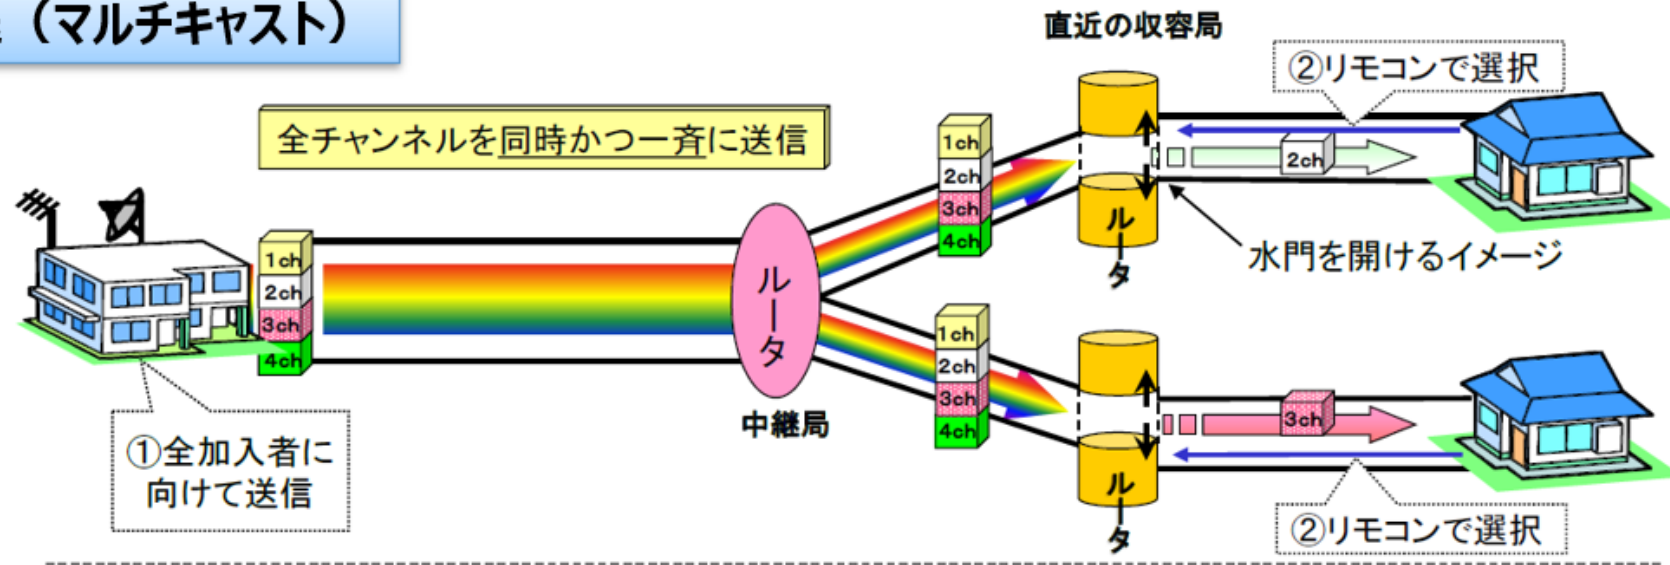 （マルチキャスト）
直近の収容局
②リモコンで選択
全チャンネルを同時かつ一斉に送信
1ch
2ch
3ch
4ch
2ch
ルータ
水門を開けるイメージ
1ch
2ch
3ch
4ch
ルータ
中継局
1ch
2ch
3ch
4ch
3ch
ルータ
①全加入者に
向けて送信
②リモコンで選択